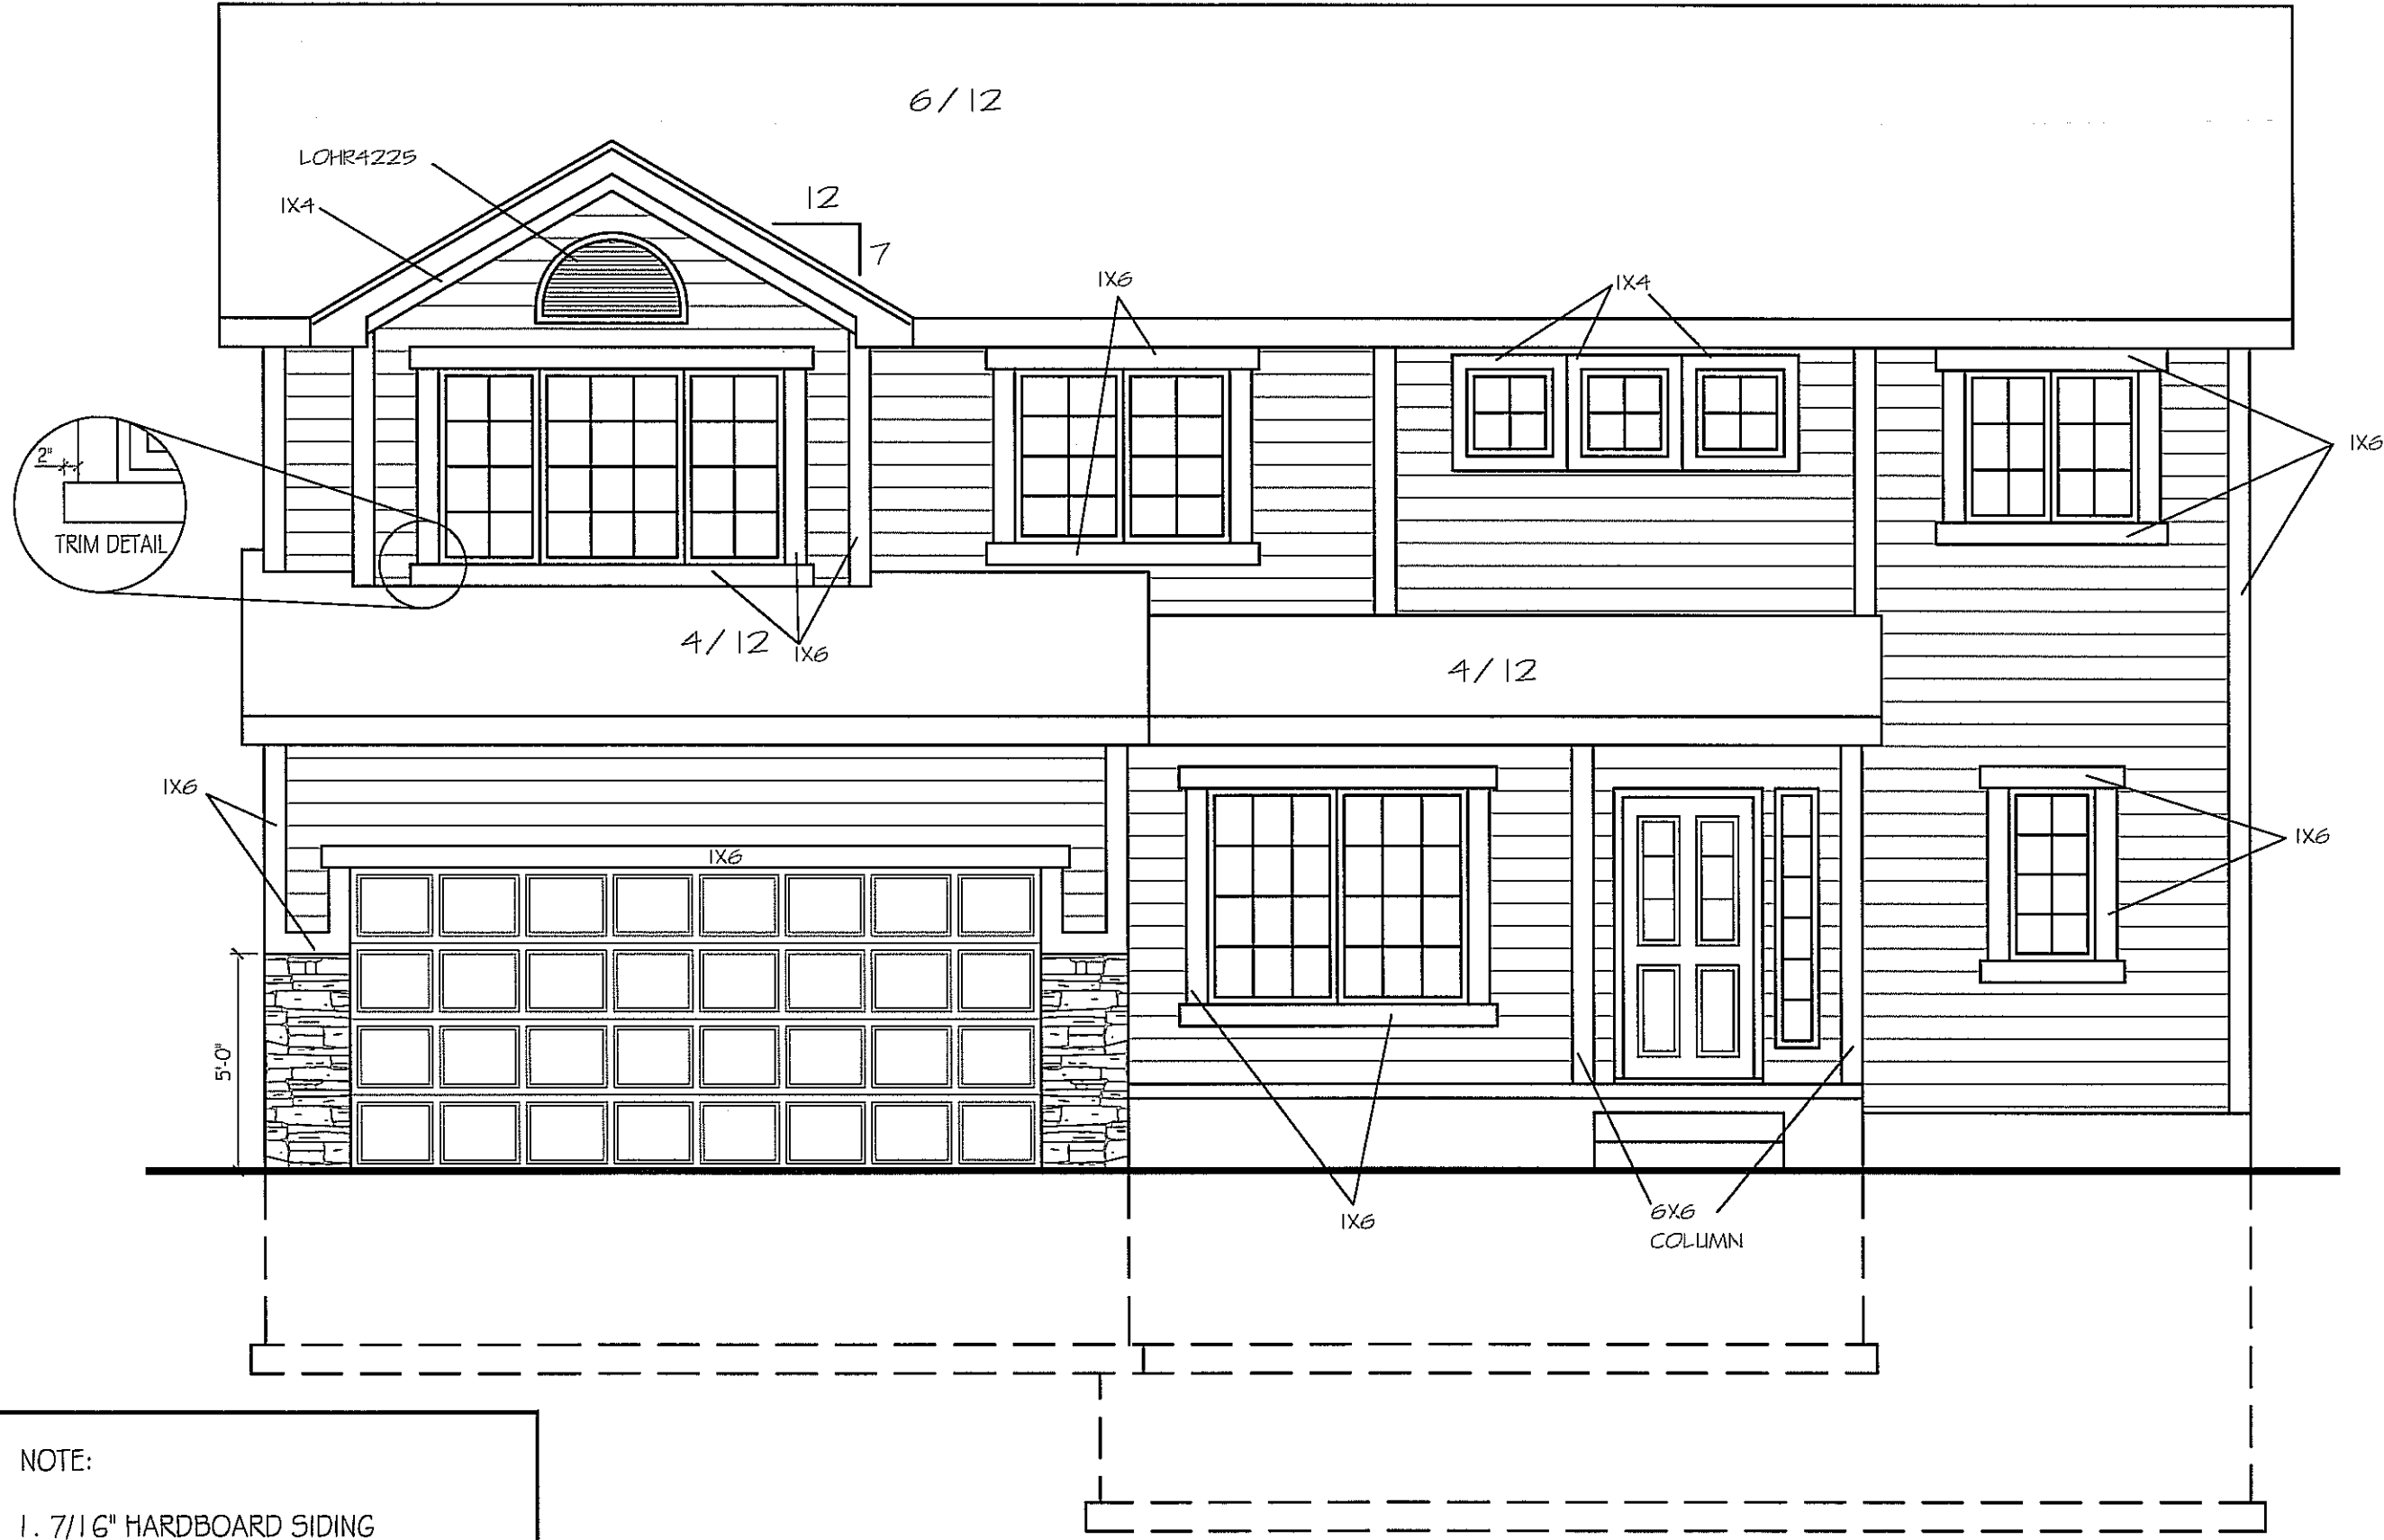 6/12
LOHR4225
1X4
12
7
1X6
1X4
1X6
2"
TRIM DETAIL
4/12
1X6
4/12
1X6
1X6
1X6
5'-0"
1X6
6X6
COLUMN
NOTE:
1. 7/16" HARDBOARD SIDING